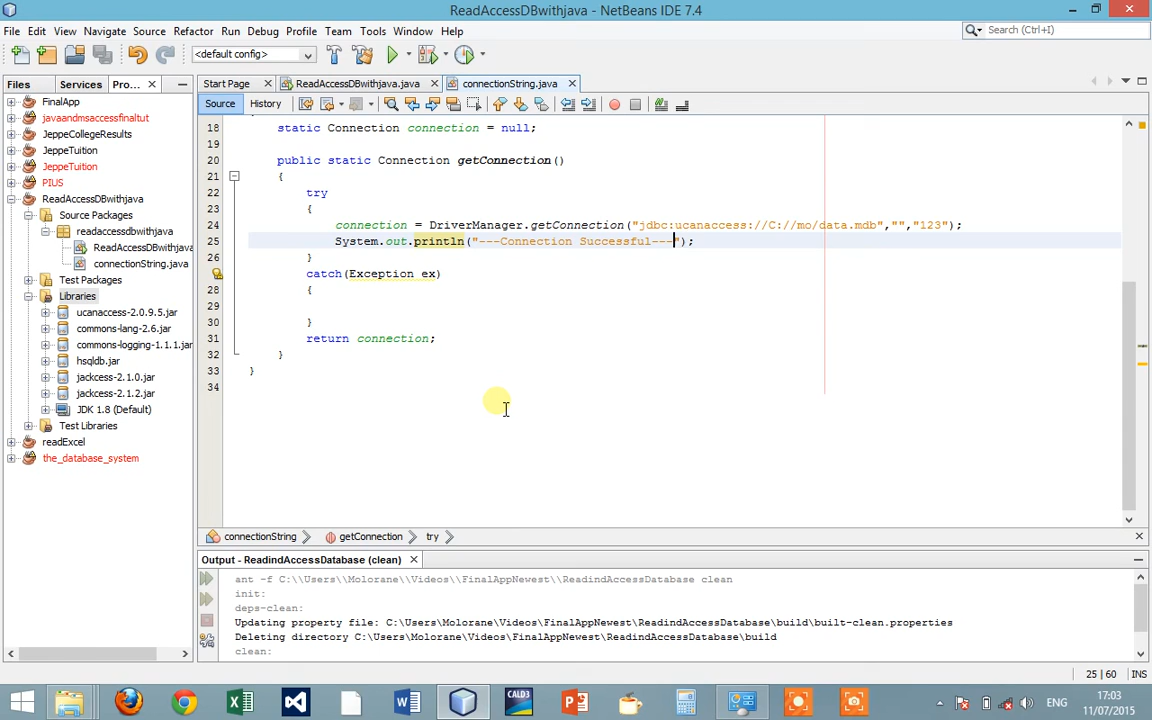 ReadAccessDBwithjava - NetBeans IDE 7.4
File Edit View Navigate Source Refactor Run Debug Profile Team Tools Window Help
Search (Ctrl+I)
<default config>
Files Services Pro...
Start Page ReadAccessDBwithjava.java connectionString.java
Source History
FinalApp
javaandmsaccessfinaltut
JeppeCollegeResults
JeppeTuition
JeppeTuition
PIUS
ReadAccessDBwithjava
Source Packages
readaccessdbwithjava
ReadAccessDBwithjava
connectionString.java
Test Packages
Libraries
ucanaccess-2.0.9.5.jar
commons-lang-2.6.jar
commons-logging-1.1.1.jar
hsqldb.jar
jackcess-2.1.0.jar
jackcess-2.1.2.jar
JDK 1.8 (Default)
Test Libraries
readExcel
the_database_system
18 static Connection connection = null;
19
20 public static Connection getConnection()
21 {
22 try
23 {
24 connection = DriverManager.getConnection("jdbc:ucanaccess://C://mo/data.mdb","","123");
25 System.out.println("---Connection Successful---");
26 }
catch(Exception ex)
28 {
29
30 }
31 return connection;
32 }
33 }
34
connectionString getConnection try
Output - ReadindAccessDatabase (clean)
ant -f C:\\Users\\Molorane\\Videos\\FinalAppNewest\\ReadindAccessDatabase clean
init:
deps-clean:
Updating property file: C:\Users\Molorane\Videos\FinalAppNewest\ReadindAccessDatabase\build\built-clean.properties
Deleting directory C:\Users\Molorane\Videos\FinalAppNewest\ReadindAccessDatabase\build
clean:
25 | 60 INS
CALD3
ENG
17:03
11/07/2015